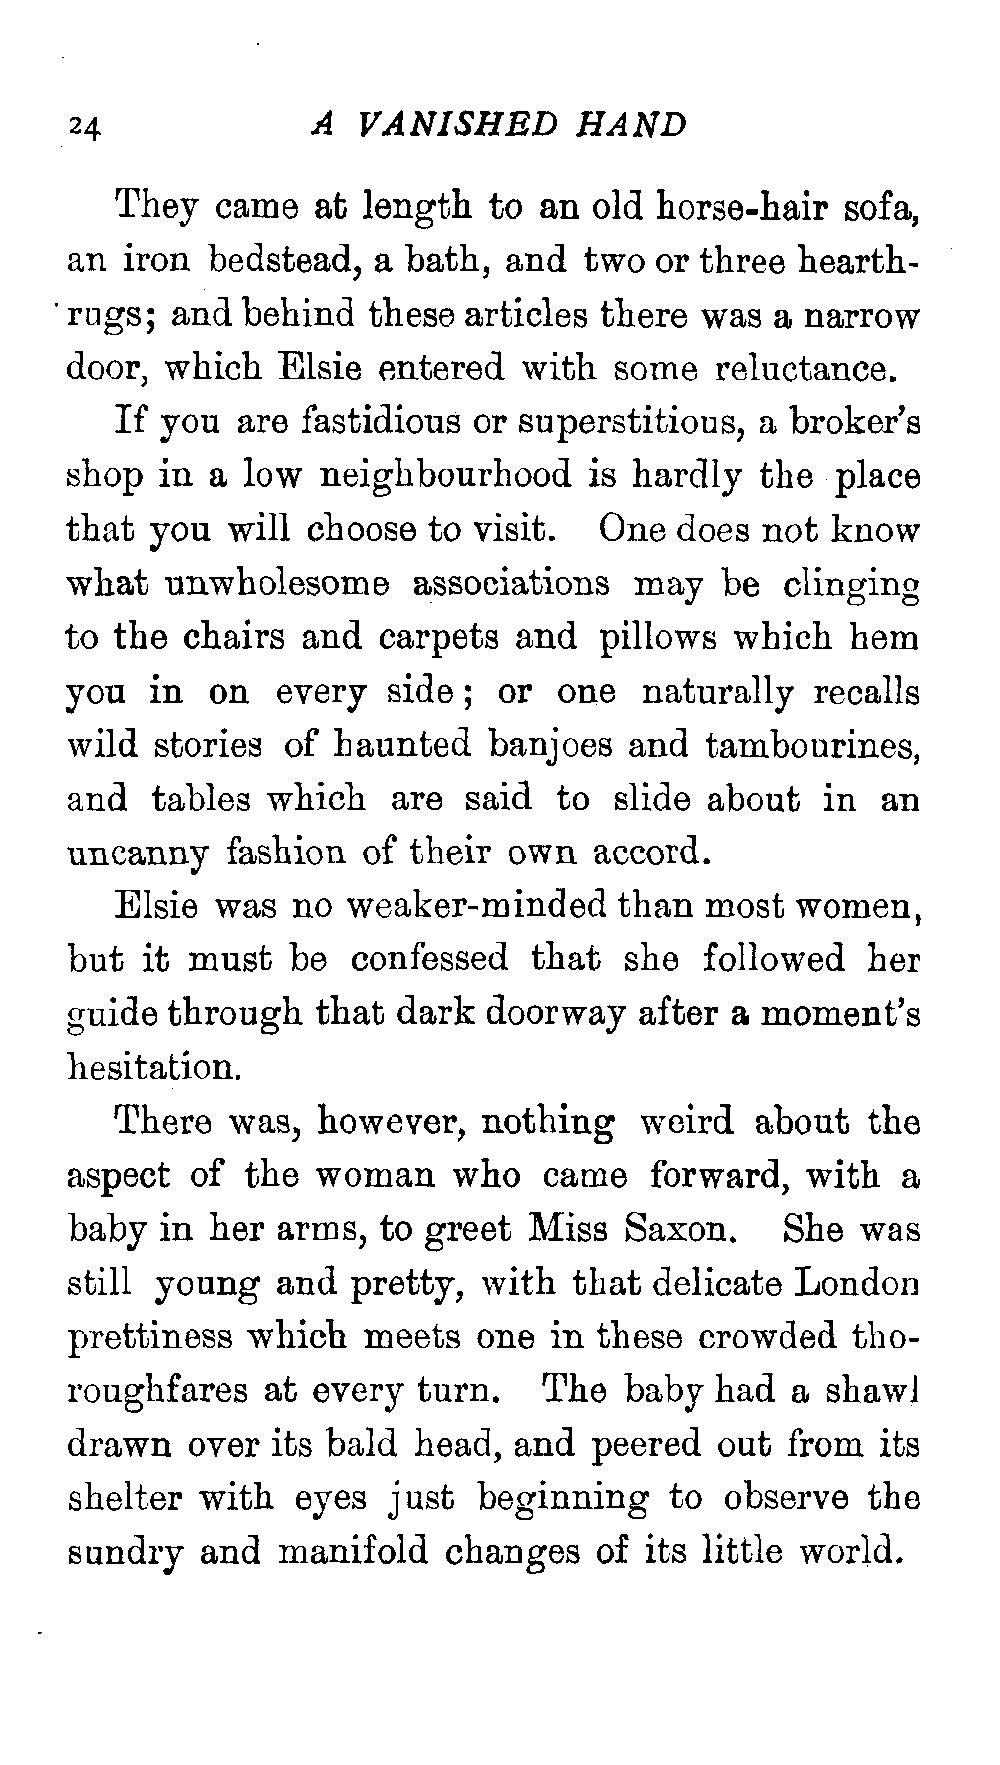 24 A VANISHED HAND
They came at length to an old horse-hair sofa,
an iron bedstead, a bath, and two or three hearth-
rugs; and behind these articles there was a narrow
door, which Elsie entered with some reluctance.
If you are fastidious or superstitious, a broker's
shop in a low neighbourhood is hardly the place
that you will choose to visit. One does not know
what unwholesome associations may be clinging
to the chairs and carpets and pillows which hem
you in on every side; or one naturally recalls
wild stories of haunted banjoes and tambourines,
and tables which are said to slide about in an
uncanny fashion of their own accord.
Elsie was no weaker-minded than most women,
but it must be confessed that she followed her
guide through that dark doorway after a moment's
hesitation.
There was, however, nothing weird about the
aspect of the woman who came forward, with a
baby in her arms, to greet Miss Saxon. She was
still young and pretty, with that delicate London
prettiness which meets one in these crowded tho-
roughfares at every turn. The baby had a shawl
drawn over its bald head, and peered out from its
shelter with eyes just beginning to observe the
sundry and manifold changes of its little world.